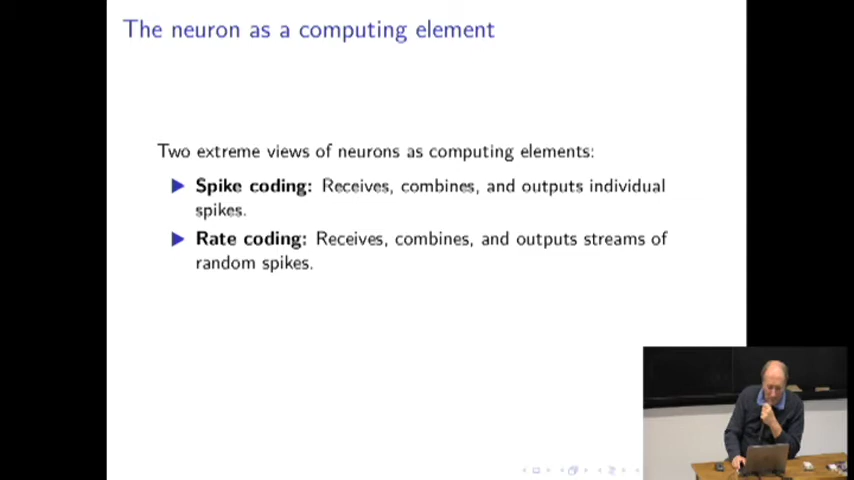 The neuron as a computing element
Two extreme views of neurons as computing elements:
Spike coding: Receives, combines, and outputs individual
spikes.
Rate coding: Receives, combines, and outputs streams of
random spikes.